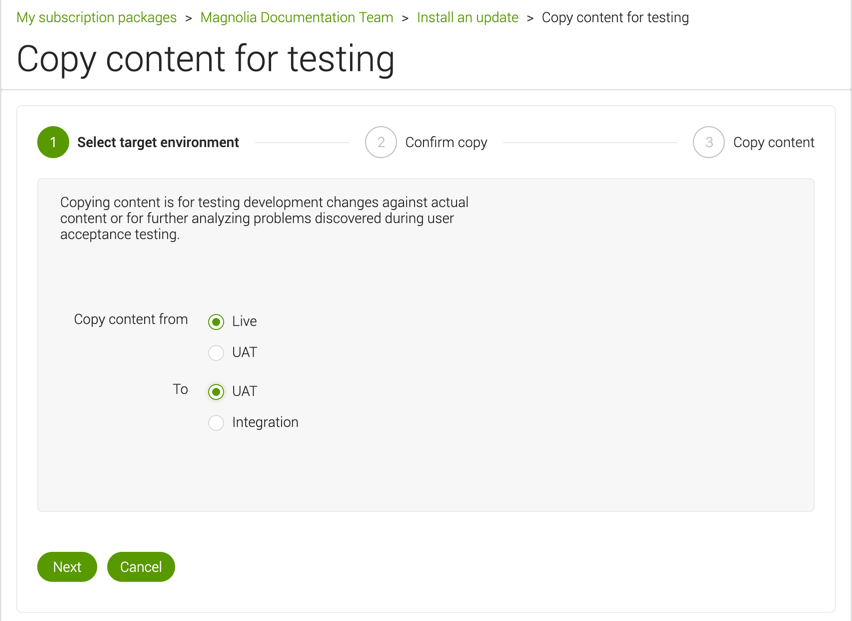 My subscription packages > Magnolia Documentation Team > Install an update > Copy content for testing
Copy content for testing
1 Select target environment 2 Confirm copy 3 Copy content
Copying content is for testing development changes against actual
content or for further analyzing problems discovered during user
acceptance testing.
Copy content from Live
UAT
To UAT
Integration
Next Cancel